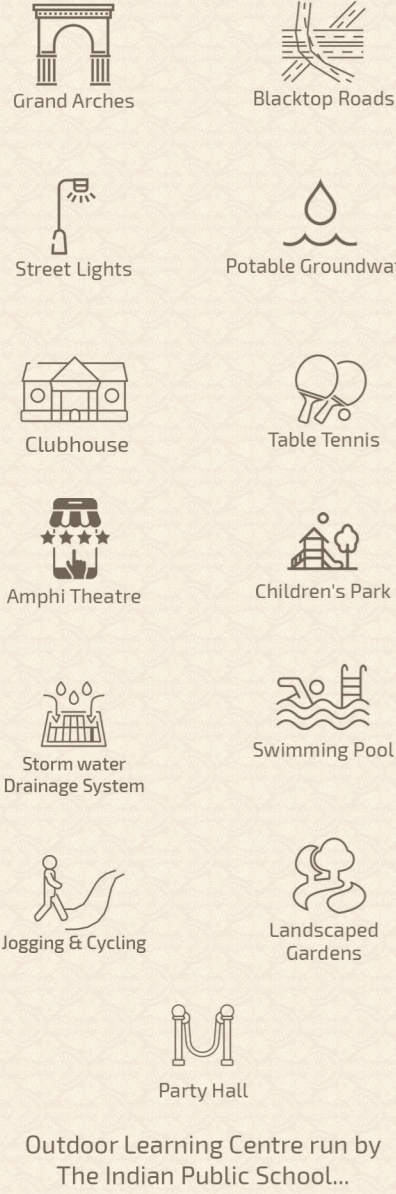 Grand Arches
Blacktop Roads
Street Lights
Potable Groundwat
Clubhouse
Table Tennis
Amphi Theatre
Children's Park
Storm water
Drainage System
Swimming Pool
Jogging & Cycling
Landscaped
Gardens
Party Hall
Outdoor Learning Centre run by
The Indian Public School...